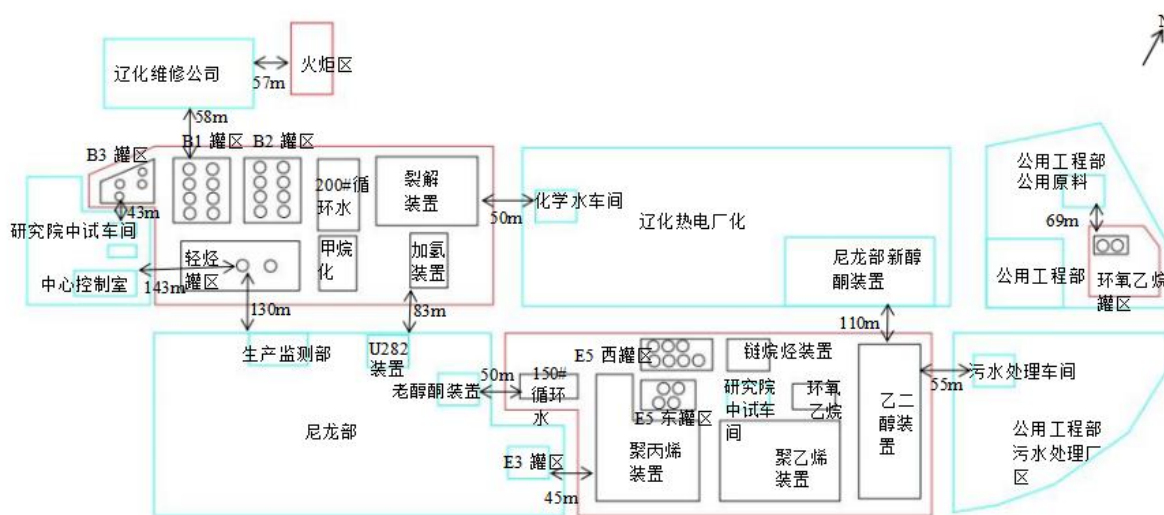 N
辽化维修公司
57m
火炬区
58m
B3 罐区
B1 罐区
B2 罐区
200#循
环水
裂解
装置
43m
研究院中试车间
中心控制室
143m
轻烃
罐区
甲烷
化
加氢
装置
50m
化学水车间
辽化热电厂化
尼龙部新醇
酮装置
公用工程部
公用原料
69m
公用工程部
环氧乙烷
罐区
130m
83m
110m
生产监测部
U282
装置
老醇酮装置
50m
150#
循环
水
尼龙部
E3 罐区
45m
E5 西罐区
链烷烃装置
E5 东罐区
研究院
中试车
间
环氧
乙烷
聚丙烯
装置
聚乙烯
装置
乙二
醇装
置
55m
污水处理车间
公用工程部
污水处理厂
区